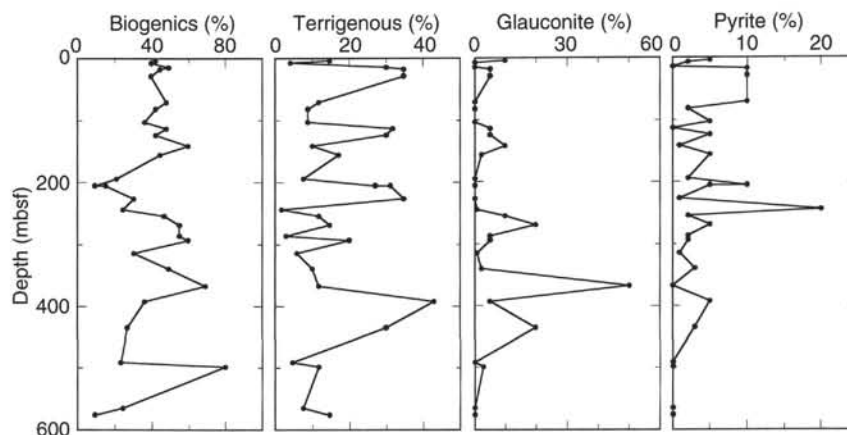 Biogenics (%) Terrigenous (%) Glauconite (%) Pyrite (%)
0 40 80 0 20 40 0 30 60 0 10 20
0
200
400
600
Depth (mbsf)